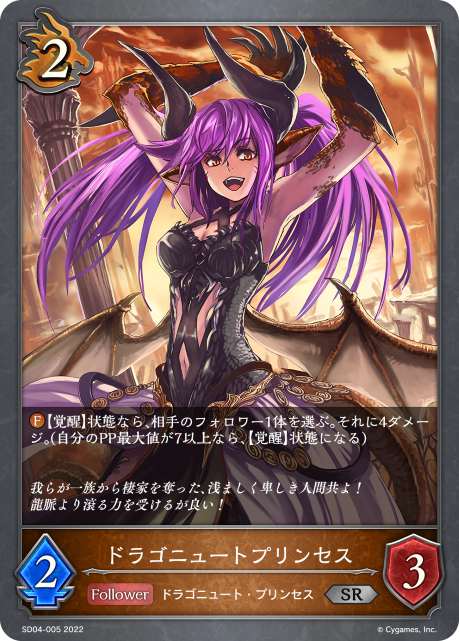 2
F【覚醒】状態なら、相手のフォロワー1体を選ぶ。それに4ダメー
ジ。(自分のPP最大値が7以上なら、【覚醒】状態になる)
我らが一族から棲家を奪った、浅ましく卑しき人間共よ!
龍脈より滾る力を受けるが良い!
ドラゴニュートプリンセス
2
Follower ドラゴニュート・プリンセス SR
3
SD04-005 2022
© Cygames, Inc.